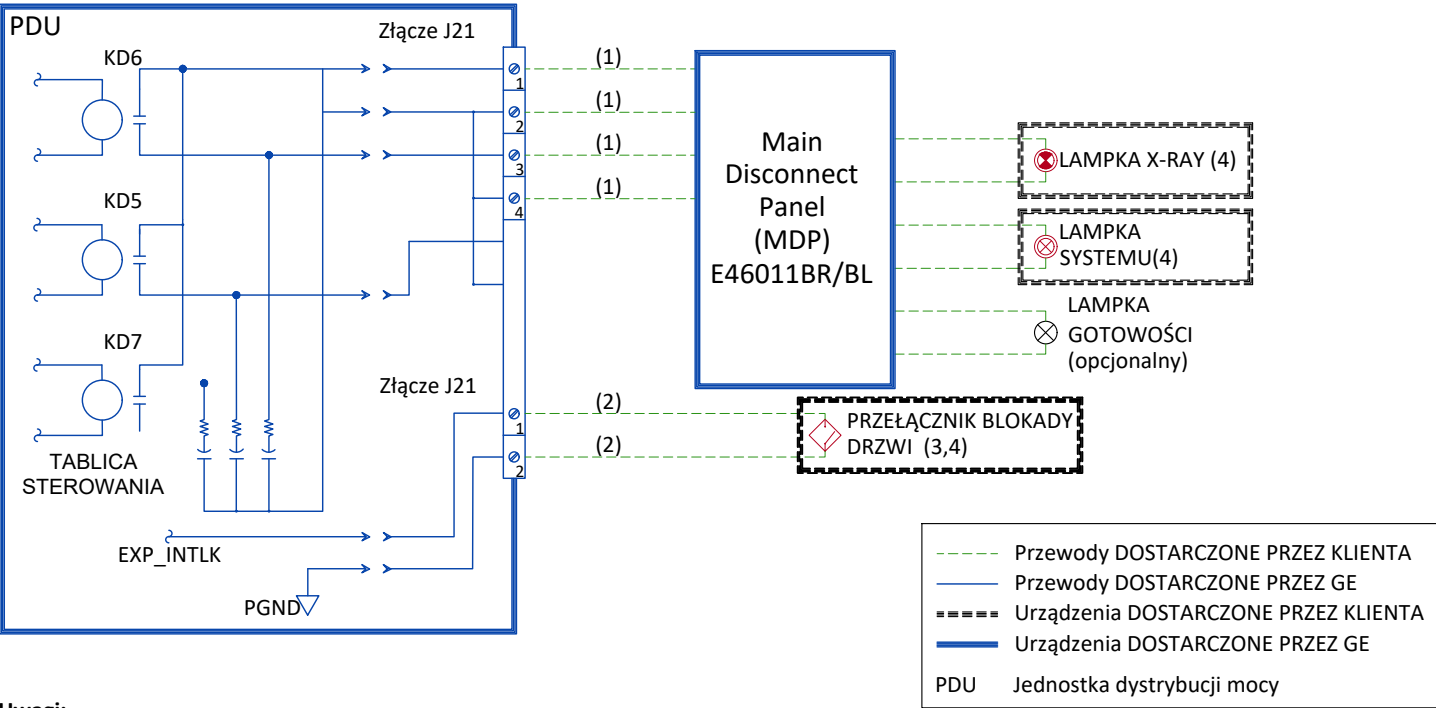 PDU
Złącze J21
KD6
1
2
3
4
(1)
(1)
(1)
(1)
KD5
KD7
TABLICA
STEROWANIA
Złącze J21
1
2
(2)
(2)
EXP_INTLK
PGND
Main
Disconnect
Panel
(MDP)
E46011BR/BL
LAMPKA X-RAY (4)
LAMPKA
SYSTEMU(4)
LAMPKA
GOTOWOŚCI
(opcjonalny)
PRZEŁĄCZNIK BLOKADY
DRZWI (3,4)
Przewody DOSTARCZONE PRZEZ KLIENTA
Przewody DOSTARCZONE PRZEZ GE
Urządzenia DOSTARCZONE PRZEZ KLIENTA
Urządzenia DOSTARCZONE PRZEZ GE
PDU Jednostka dystrybucji mocy